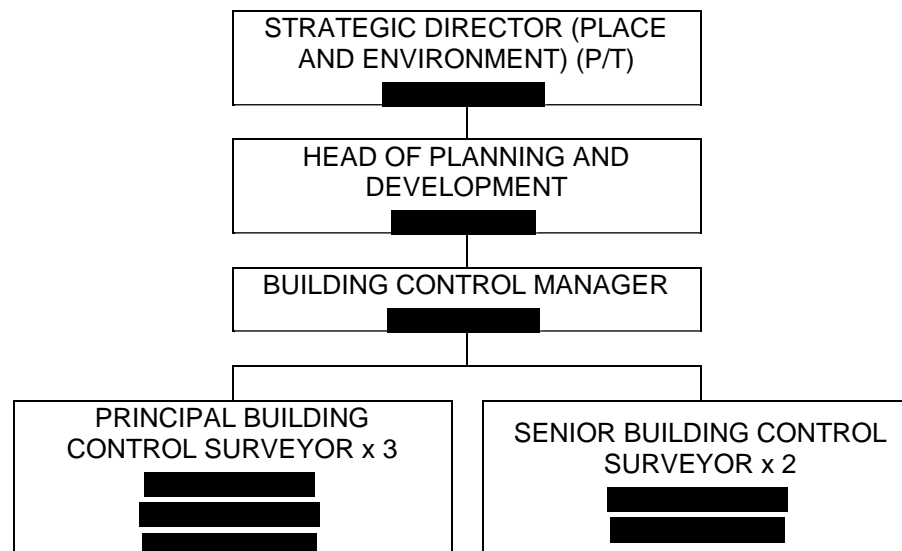 STRATEGIC DIRECTOR (PLACE
AND ENVIRONMENT) (P/T)
HEAD OF PLANNING AND
DEVELOPMENT
BUILDING CONTROL MANAGER
PRINCIPAL BUILDING
CONTROL SURVEYOR x 3
SENIOR BUILDING CONTROL
SURVEYOR x 2